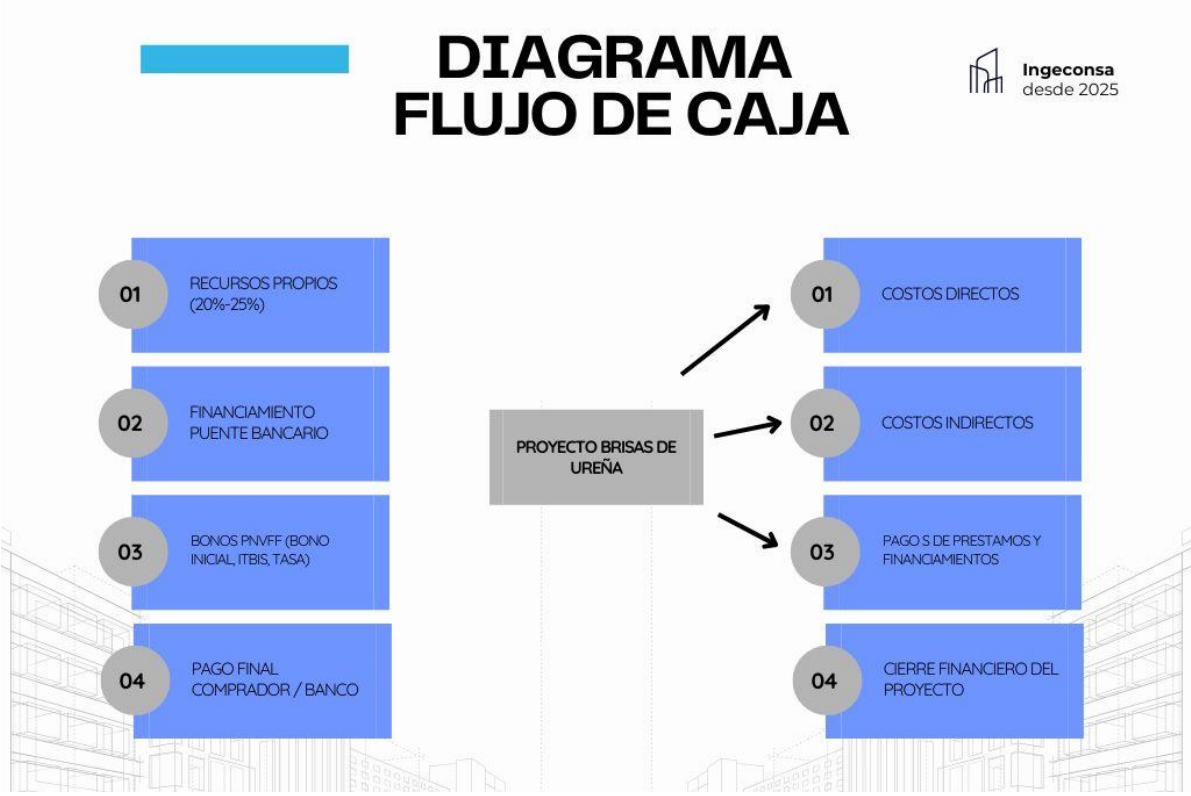 DIAGRAMA
FLUJO DE CAJA
Ingeconsa
desde 2025
01
RECURSOS PROPIOS
(20%-25%)
02
FINANCIAMIENTO
PUENTE BANCARIO
03
BONOS PNVFF (BONO
INICIAL, ITBIS, TASA)
04
PAGO FINAL
COMPRADOR / BANCO
PROYECTO BRISAS DE
UREÑA
01
COSTOS DIRECTOS
02
COSTOS INDIRECTOS
03
PAGO S DE PRESTAMOS Y
FINANCIAMIENTOS
04
CIERRE FINANCIERO DEL
PROYECTO